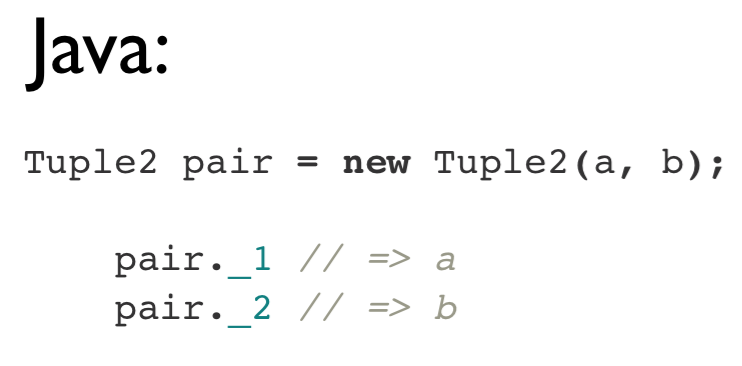 Java:
Tuple2 pair = new Tuple2(a, b);
pair._1 // => a
pair._2 // => b